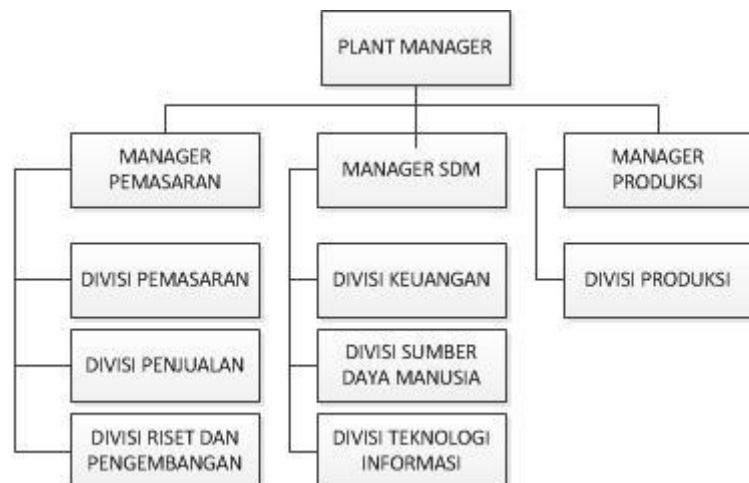 PLANT MANAGER
MANAGER
PEMASARAN
MANAGER SDM
MANAGER
PRODUKSI
DIVISI PEMASARAN
DIVISI KEUANGAN
DIVISI PRODUKSI
DIVISI PENJUALAN
DIVISI SUMBER
DAYA MANUSIA
DIVISI RISET DAN
PENGEMBANGAN
DIVISI TEKNOLOGI
INFORMASI